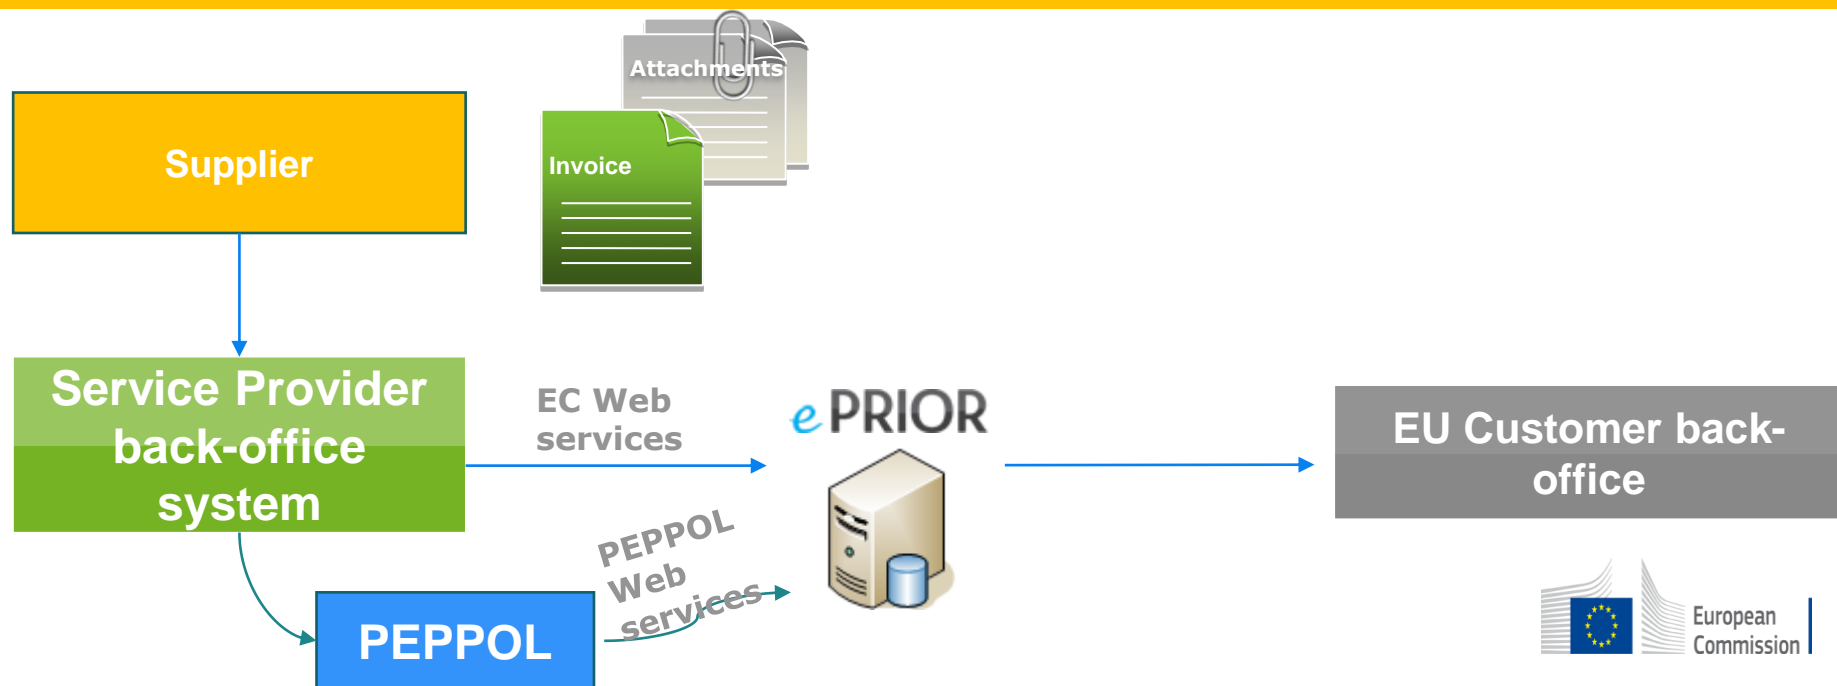 Attachments
Supplier
Invoice
Service Provider
back-office
system
EC Web
services
ePRIOR
EU Customer back-
office
PEPPOL
Web
services
PEPPOL
European
Commission